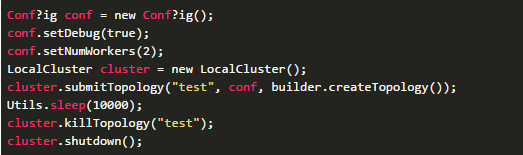 Conf?ig conf = new Conf?ig();
conf.setDebug(true);
conf.setNumWorkers(2);
LocalCluster cluster = new LocalCluster();
cluster.submitTopology("test", conf, builder.createTopology());
Utils.sleep(10000);
cluster.killTopology("test");
cluster.shutdown();